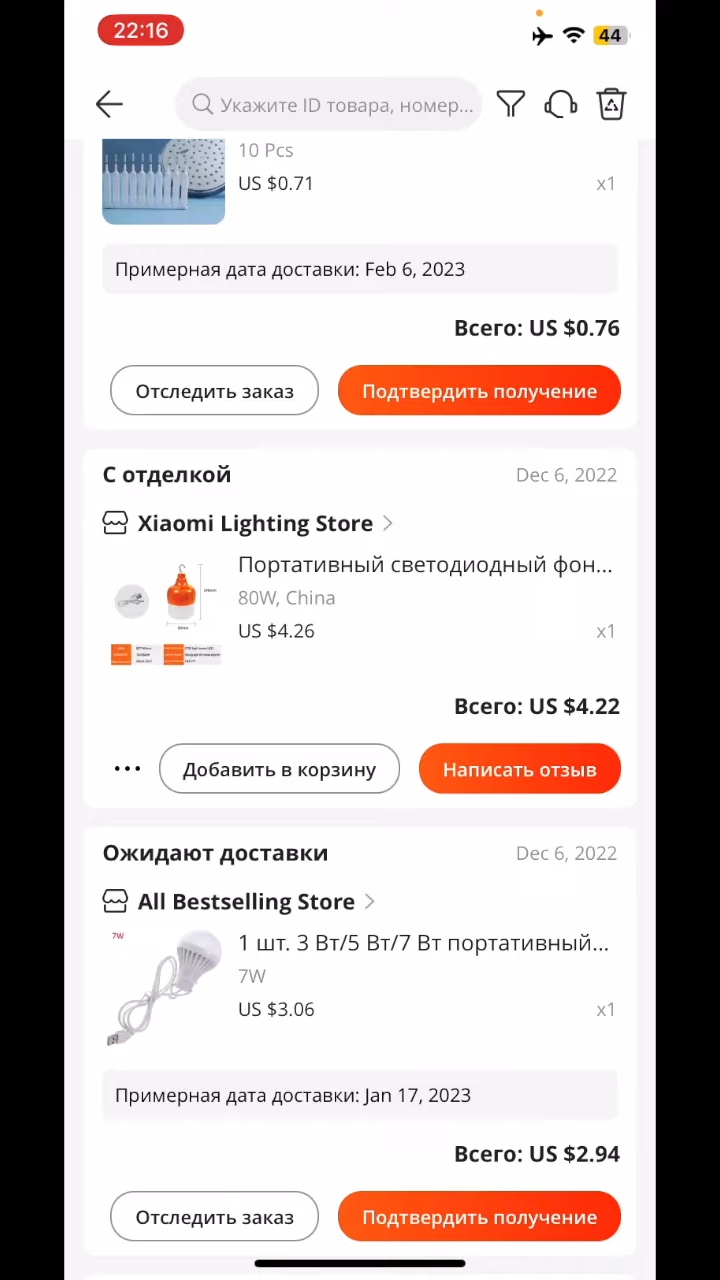 22:16
44
Укажите ID товара, номер...
10 Pcs
US $0.71
x1
Примерная дата доставки: Feb 6, 2023
Всего: US $0.76
Отследить заказ
Подтвердить получение
С отделкой
Dec 6, 2022
Xiaomi Lighting Store
Портативный светодиодный фон...
80W, China
US $4.26
x1
Всего: US $4.22
Добавить в корзину
Написать отзыв
Ожидают доставки
Dec 6, 2022
All Bestselling Store
7W
1 шт. 3 Вт/5 Вт/7 Вт портативный...
7W
US $3.06
x1
Примерная дата доставки: Jan 17, 2023
Всего: US $2.94
Отследить заказ
Подтвердить получение